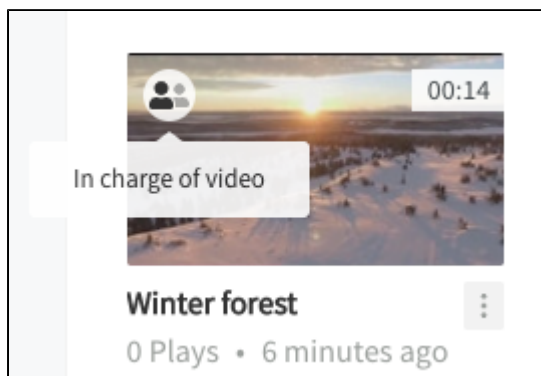 00:14
In charge of video
Winter forest
0 Plays • 6 minutes ago